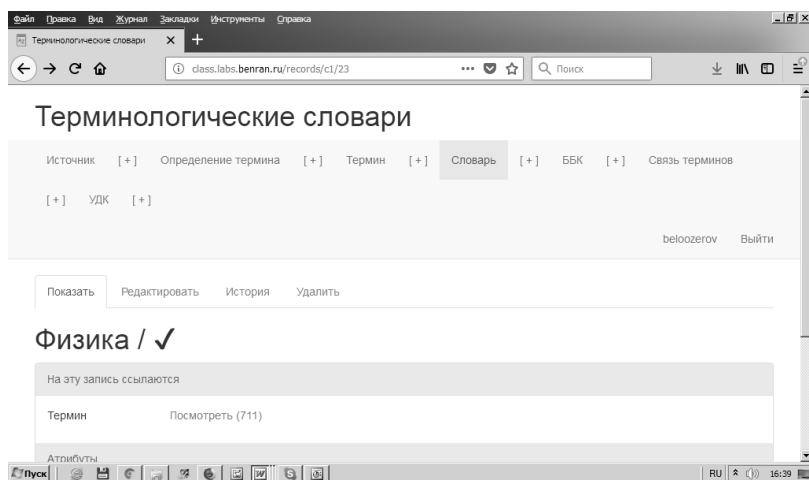 Файл Правка Вид Журнал Закладки Инструменты Справка
Терминологические словари
class.labs.benran.ru/records/c1/23 Поиск
Терминологические словари
Источник [ + ] Определение термина [ + ] Термин [ + ] Словарь [ + ] ББК [ + ] Связь терминов
[ + ] УДК [ + ]
beloozerov Выйти
Показать Редактировать История Удалить
Физика / ✓
На эту запись ссылаются
Термин Посмотреть (711)
Атрибуты
Пуск RU 16:39